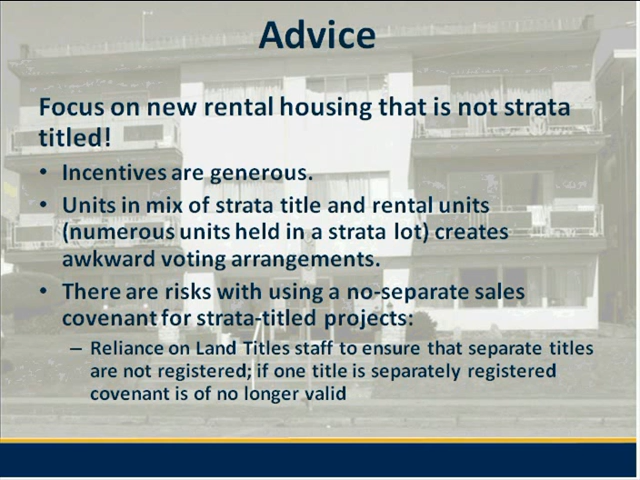 Advice
Focus on new rental housing that is not strata
titled!
• Incentives are generous.
• Units in mix of strata title and rental units
(numerous units held in a strata lot) creates
awkward voting arrangements.
• There are risks with using a no-separate sales
covenant for strata-titled projects:
– Reliance on Land Titles staff to ensure that separate titles
are not registered; if one title is separately registered
covenant is of no longer valid